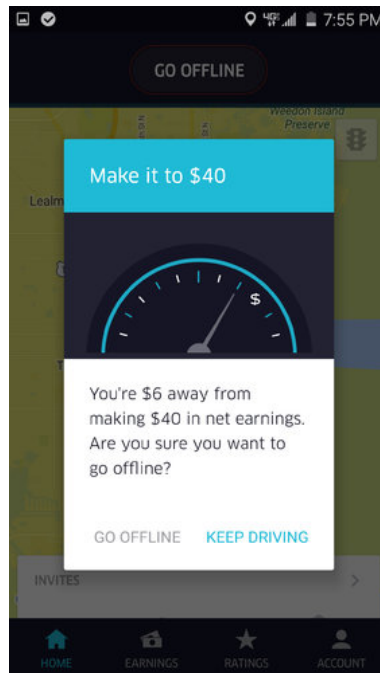 7:55 PM
GO OFFLINE
Weedon Island
Preserve
Make it to $40
Lealm
$
You're $6 away from
making $40 in net earnings.
Are you sure you want to
go offline?
GO OFFLINE KEEP DRIVING
INVITES
HOME EARNINGS RATINGS ACCOUNT